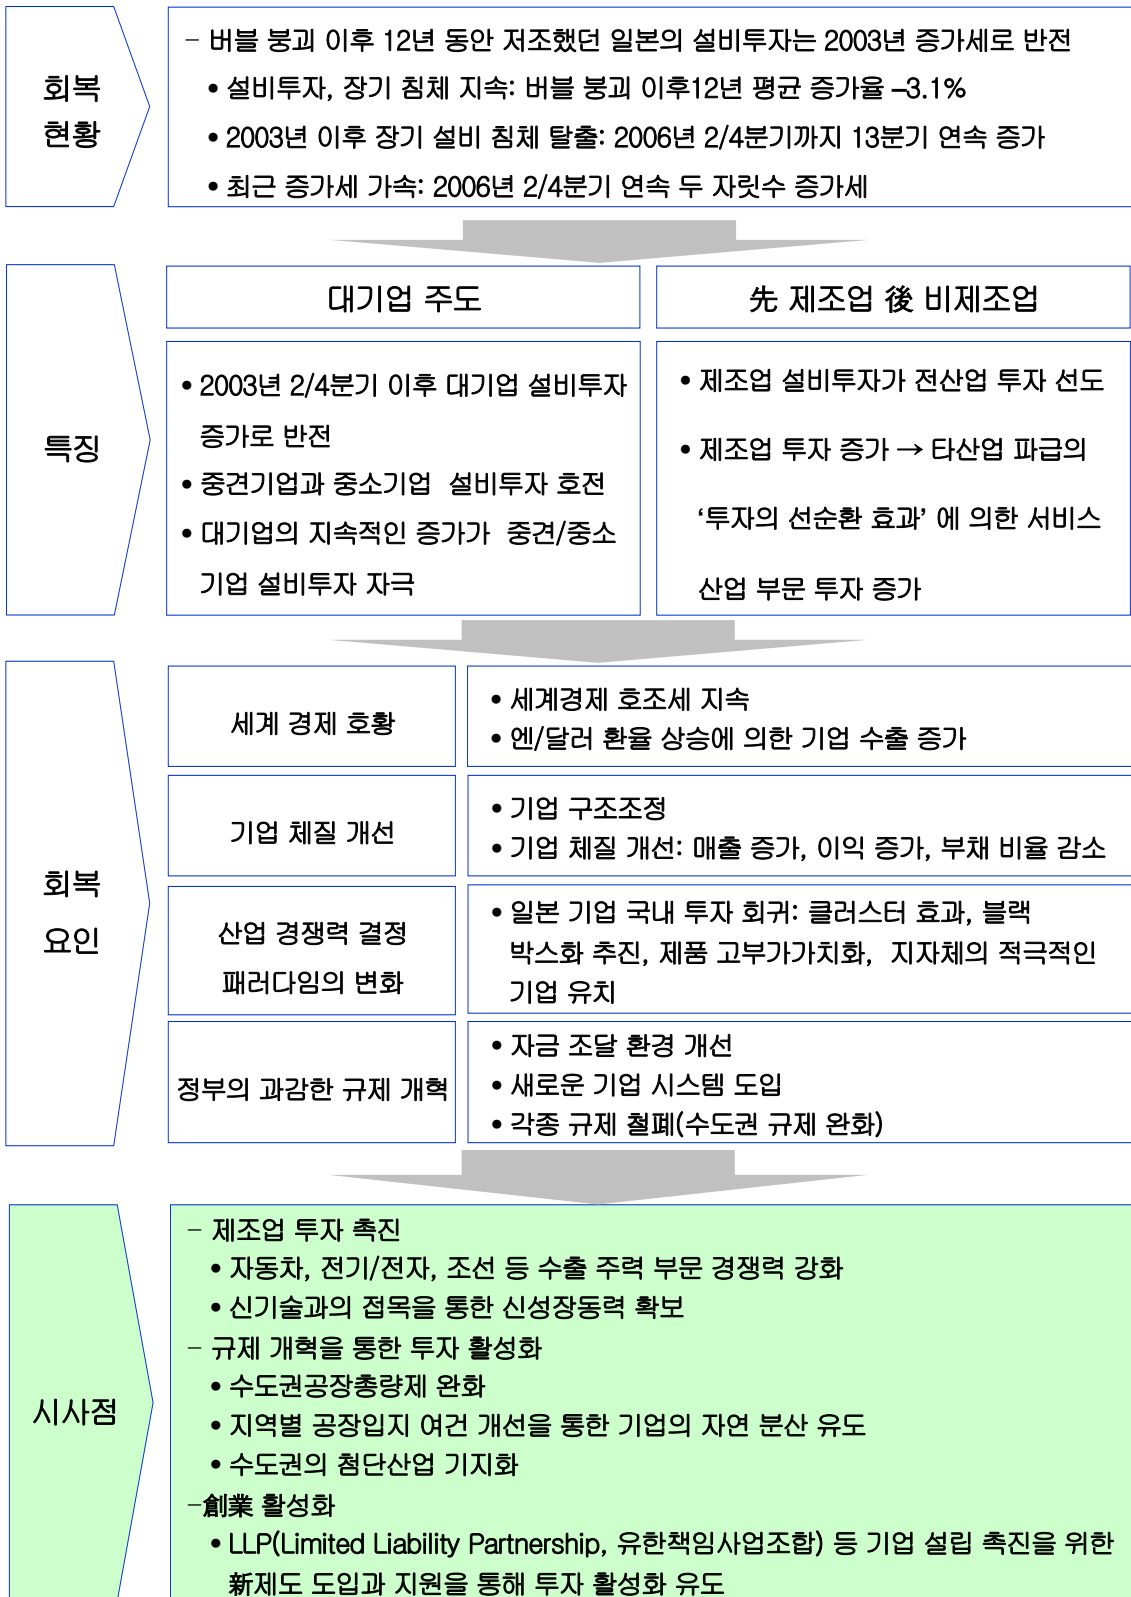 회복
현황
– 버블 붕괴 이후 12년 동안 저조했던 일본의 설비투자는 2003년 증가세로 반전
• 설비투자, 장기 침체 지속: 버블 붕괴 이후12년 평균 증가율 –3.1%
• 2003년 이후 장기 설비 침체 탈출: 2006년 2/4분기까지 13분기 연속 증가
• 최근 증가세 가속: 2006년 2/4분기 연속 두 자릿수 증가세
특징
대기업 주도
• 2003년 2/4분기 이후 대기업 설비투자
증가로 반전
• 중견기업과 중소기업 설비투자 호전
• 대기업의 지속적인 증가가 중견/중소
기업 설비투자 자극
先 제조업 後 비제조업
• 제조업 설비투자가 전산업 투자 선도
• 제조업 투자 증가 → 타산업 파급의
‘투자의 선순환 효과’ 에 의한 서비스
산업 부문 투자 증가
회복
요인
세계 경제 호황
• 세계경제 호조세 지속
• 엔/달러 환율 상승에 의한 기업 수출 증가
기업 체질 개선
• 기업 구조조정
• 기업 체질 개선: 매출 증가, 이익 증가, 부채 비율 감소
산업 경쟁력 결정
패러다임의 변화
• 일본 기업 국내 투자 회귀: 클러스터 효과, 블랙
박스화 추진, 제품 고부가가치화, 지자체의 적극적인
기업 유치
정부의 과감한 규제 개혁
• 자금 조달 환경 개선
• 새로운 기업 시스템 도입
• 각종 규제 철폐(수도권 규제 완화)
시사점
– 제조업 투자 촉진
• 자동차, 전기/전자, 조선 등 수출 주력 부문 경쟁력 강화
• 신기술과의 접목을 통한 신성장동력 확보
– 규제 개혁을 통한 투자 활성화
• 수도권공장총량제 완화
• 지역별 공장입지 여건 개선을 통한 기업의 자연 분산 유도
• 수도권의 첨단산업 기지화
–創業 활성화
• LLP(Limited Liability Partnership, 유한책임사업조합) 등 기업 설립 촉진을 위한
新제도 도입과 지원을 통해 투자 활성화 유도